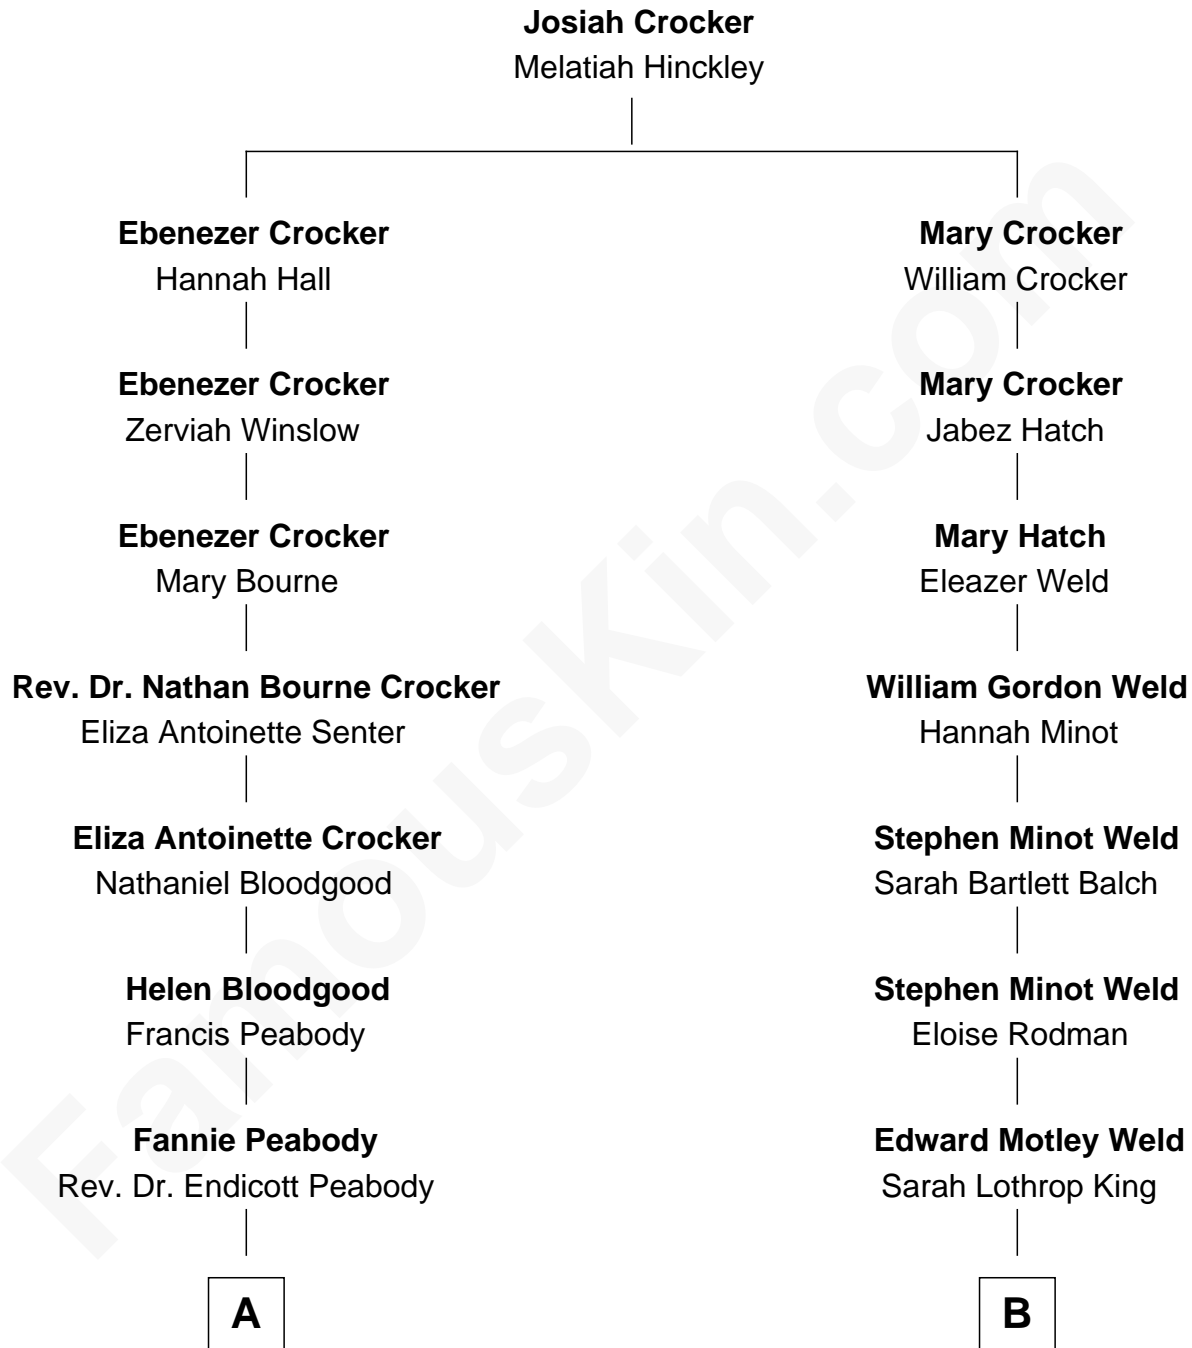 Josiah Crocker
Melatiah Hinckley
Ebenezer Crocker
Hannah Hall
Mary Crocker
William Crocker
Ebenezer Crocker
Zerviah Winslow
Mary Crocker
Jabez Hatch
Ebenezer Crocker
Mary Bourne
Mary Hatch
Eleazer Weld
Rev. Dr. Nathan Bourne Crocker
Eliza Antoinette Senter
William Gordon Weld
Hannah Minot
Eliza Antoinette Crocker
Nathaniel Bloodgood
Stephen Minot Weld
Sarah Bartlett Balch
Helen Bloodgood
Francis Peabody
Stephen Minot Weld
Eloise Rodman
Fannie Peabody
Rev. Dr. Endicott Peabody
Edward Motley Weld
Sarah Lothrop King
A
B
FamousKin.com